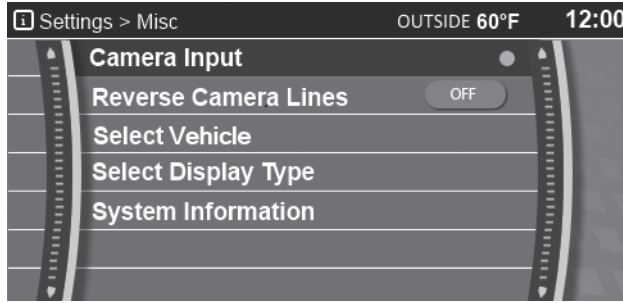 i Settings > Misc OUTSIDE 60°F 12:00
Camera Input
Reverse Camera Lines OFF
Select Vehicle
Select Display Type
System Information